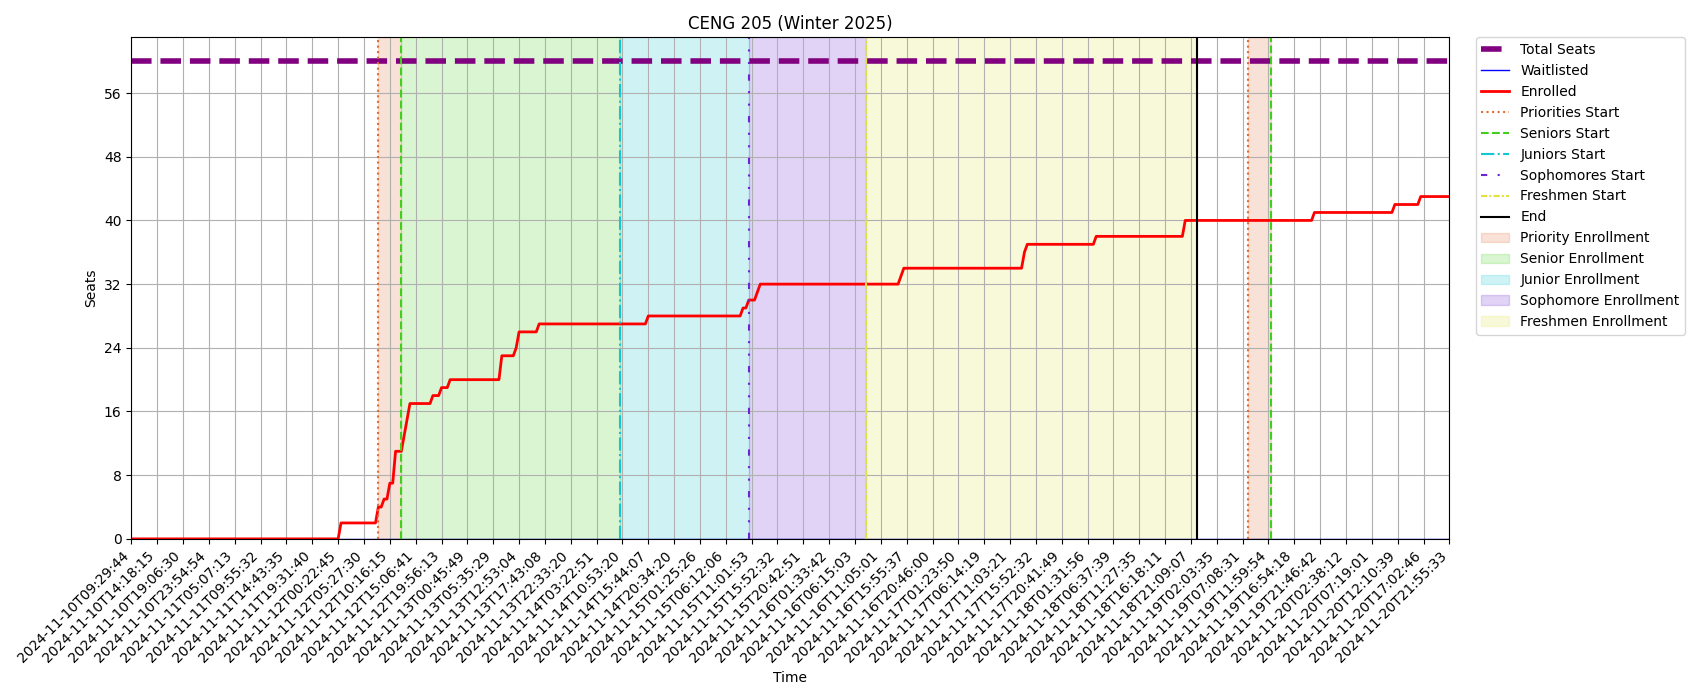 CENG 205 (Winter 2025)
Total Seats
Waitlisted
Enrolled
Priorities Start
Seniors Start
Juniors Start
Sophomores Start
Freshmen Start
End
Priority Enrollment
Senior Enrollment
Junior Enrollment
Sophomore Enrollment
Freshmen Enrollment
Seats
56
48
40
32
24
16
8
0
2024-11-10T09:29:44
2024-11-10T14:18:15
2024-11-10T19:06:30
2024-11-10T23:54:54
2024-11-11T05:07:13
2024-11-11T09:55:32
2024-11-11T14:43:35
2024-11-11T19:31:40
2024-11-12T00:22:45
2024-11-12T05:27:30
2024-11-12T10:16:15
2024-11-12T15:06:41
2024-11-12T19:56:13
2024-11-13T00:45:49
2024-11-13T05:35:29
2024-11-13T12:53:04
2024-11-13T17:43:08
2024-11-13T22:33:20
2024-11-14T03:22:51
2024-11-14T10:53:20
2024-11-14T15:44:07
2024-11-14T20:34:20
2024-11-15T01:25:26
2024-11-15T06:12:06
2024-11-15T11:01:53
2024-11-15T15:52:32
2024-11-15T20:42:51
2024-11-16T01:33:42
2024-11-16T06:15:03
2024-11-16T11:05:01
2024-11-16T15:55:37
2024-11-16T20:46:00
2024-11-17T01:23:50
2024-11-17T06:14:19
2024-11-17T11:03:21
2024-11-17T15:52:32
2024-11-17T20:41:49
2024-11-18T01:31:56
2024-11-18T06:37:39
2024-11-18T11:27:35
2024-11-18T16:18:11
2024-11-18T21:09:07
2024-11-19T02:03:35
2024-11-19T07:08:31
2024-11-19T11:59:54
2024-11-19T16:54:18
2024-11-19T21:46:42
2024-11-20T02:38:12
2024-11-20T07:19:01
2024-11-20T12:10:39
2024-11-20T17:02:46
2024-11-20T21:55:33
Time